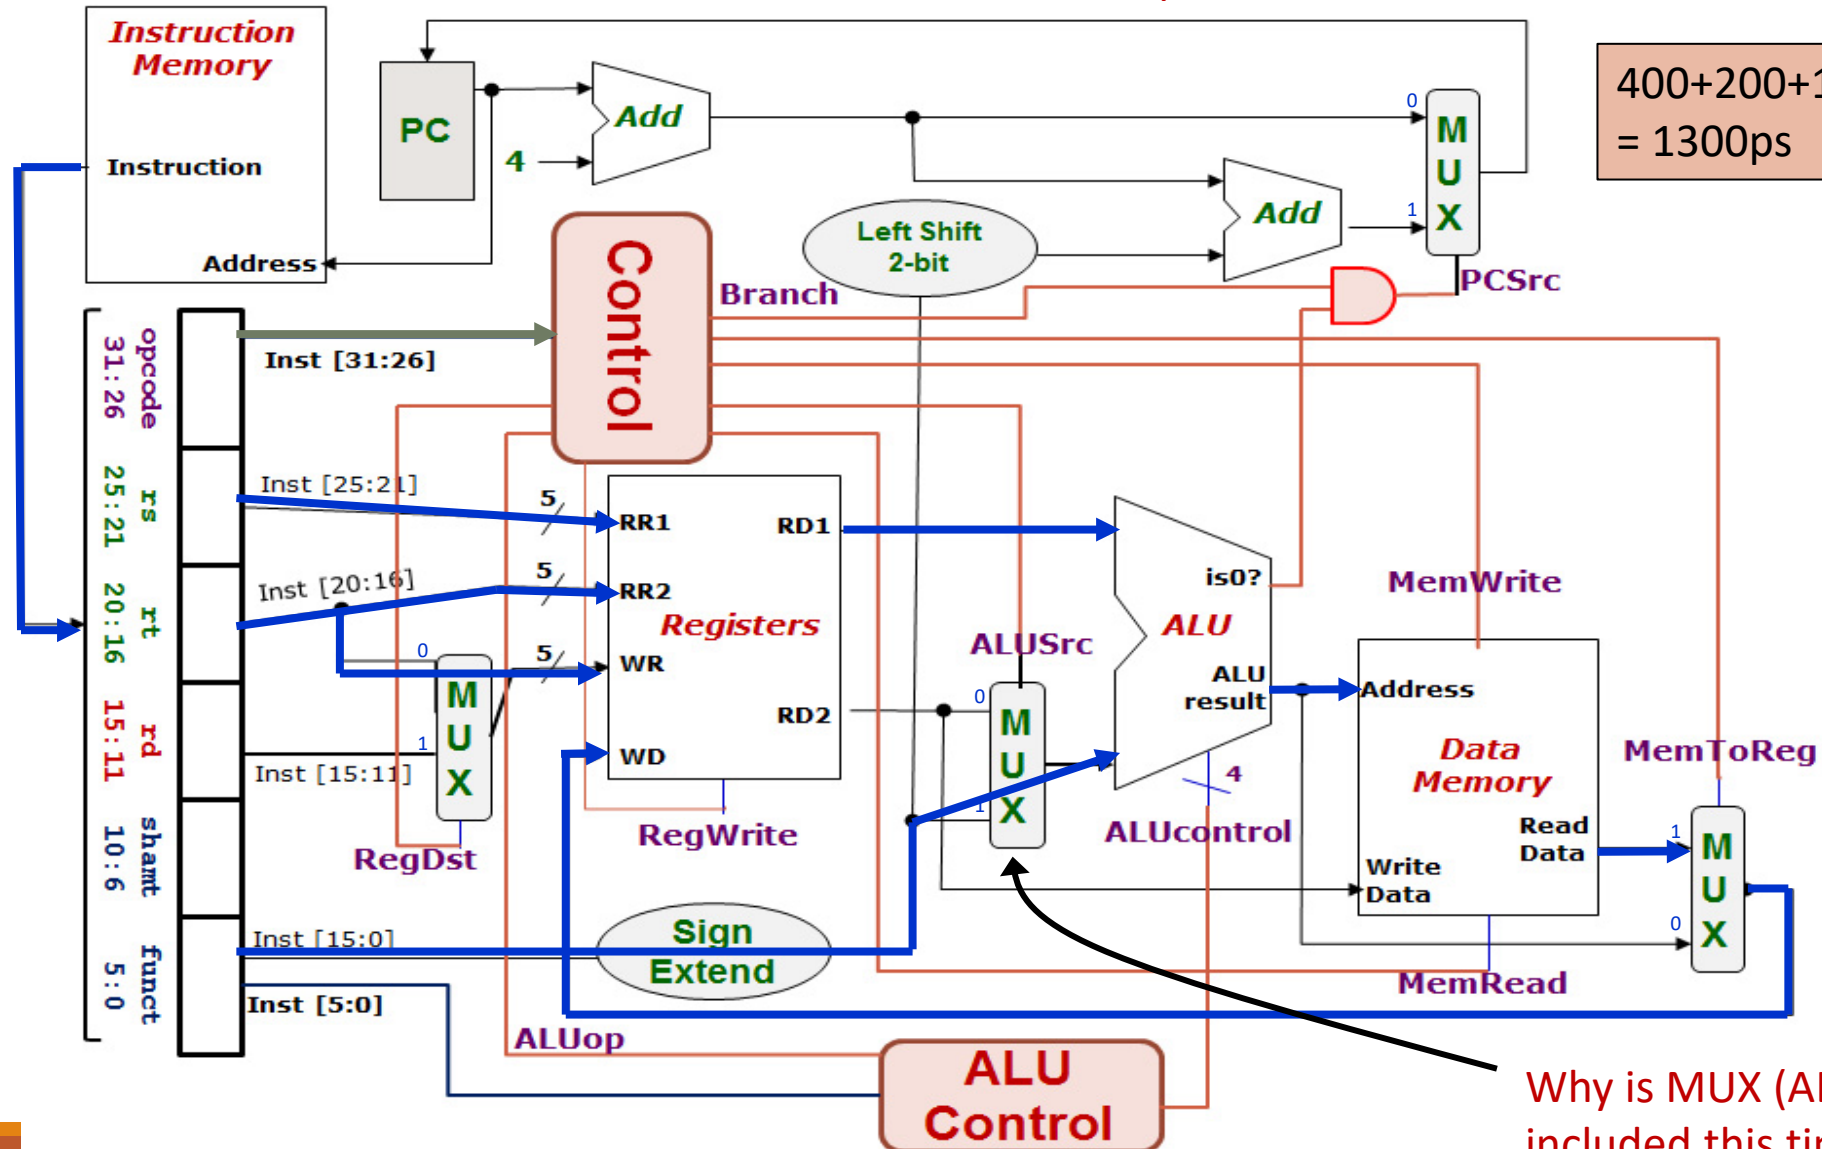 Instruction
Memory
Instruction
Address
PC
4
Add
Add
0
M
U
X
1
PCSrc
400+200+1
= 1300ps
Left Shift
2-bit
Control
Branch
opcode
31:26
rs
25:21
rt
20:16
rd
15:11
shamt
10:6
funct
5:0
Inst [31:26]
Inst [25:21]
Inst [20:16]
Inst [15:11]
Inst [15:0]
Inst [5:0]
5
5
5
0
M
U
1
X
RegDst
RR1
RR2
WR
WD
RD1
RD2
Registers
RegWrite
Sign
Extend
ALUSrc
0
M
U
1
X
is0?
ALU
ALU
result
4
ALUcontrol
MemWrite
Address
Data
Memory
Read
Data
Write
Data
MemRead
MemToReg
1
M
U
0
X
ALUop
ALU
Control
Why is MUX (AL
included this tir